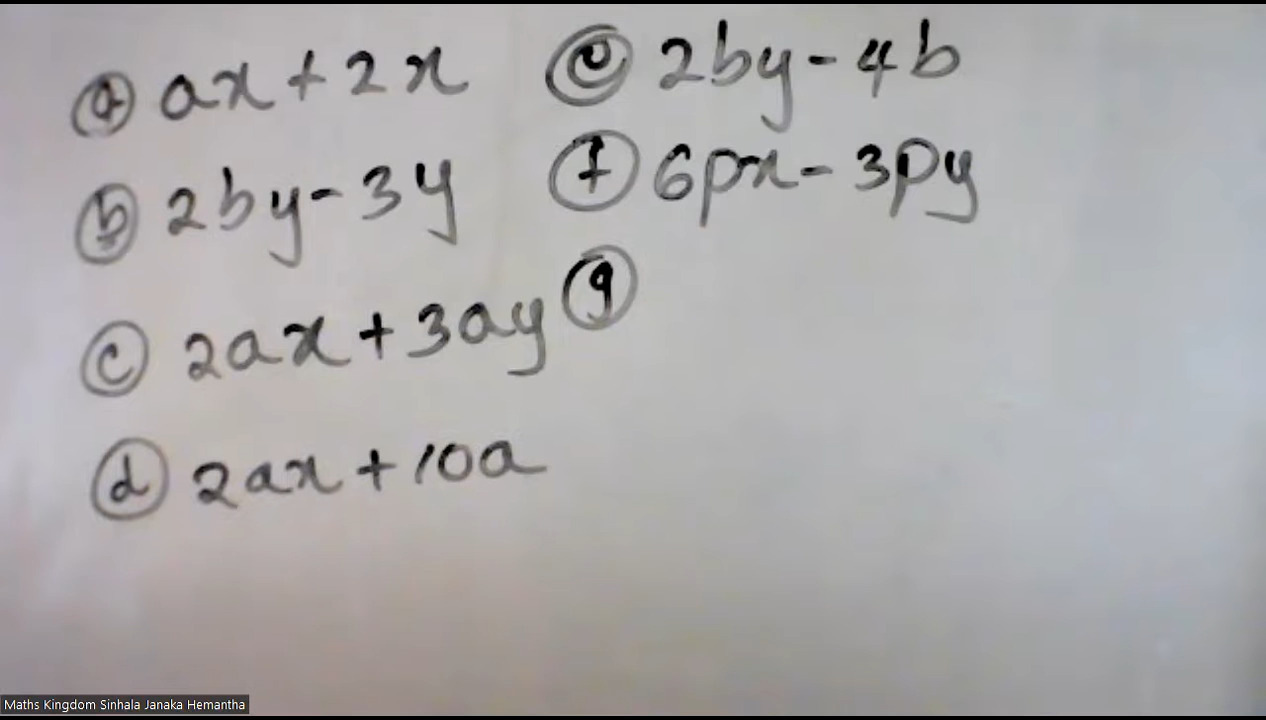 ⓐ ax + 2x
ⓑ 2by - 3y
ⓒ 2ax + 3ay
ⓓ 2ax + 10a
ⓔ 2by - 4b
ⓕ 6px - 3py
ⓖ
Maths Kingdom Sinhala Janaka Hemantha